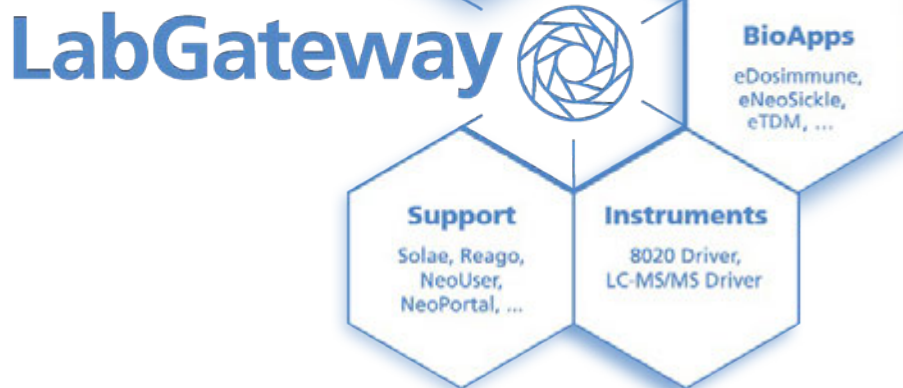 LabGateway
BioApps
eDosimmune,
eNeoSickle,
eTDM, ...
Support
Solae, Reago,
NeoUser,
NeoPortal, ...
Instruments
8020 Driver,
LC-MS/MS Driver